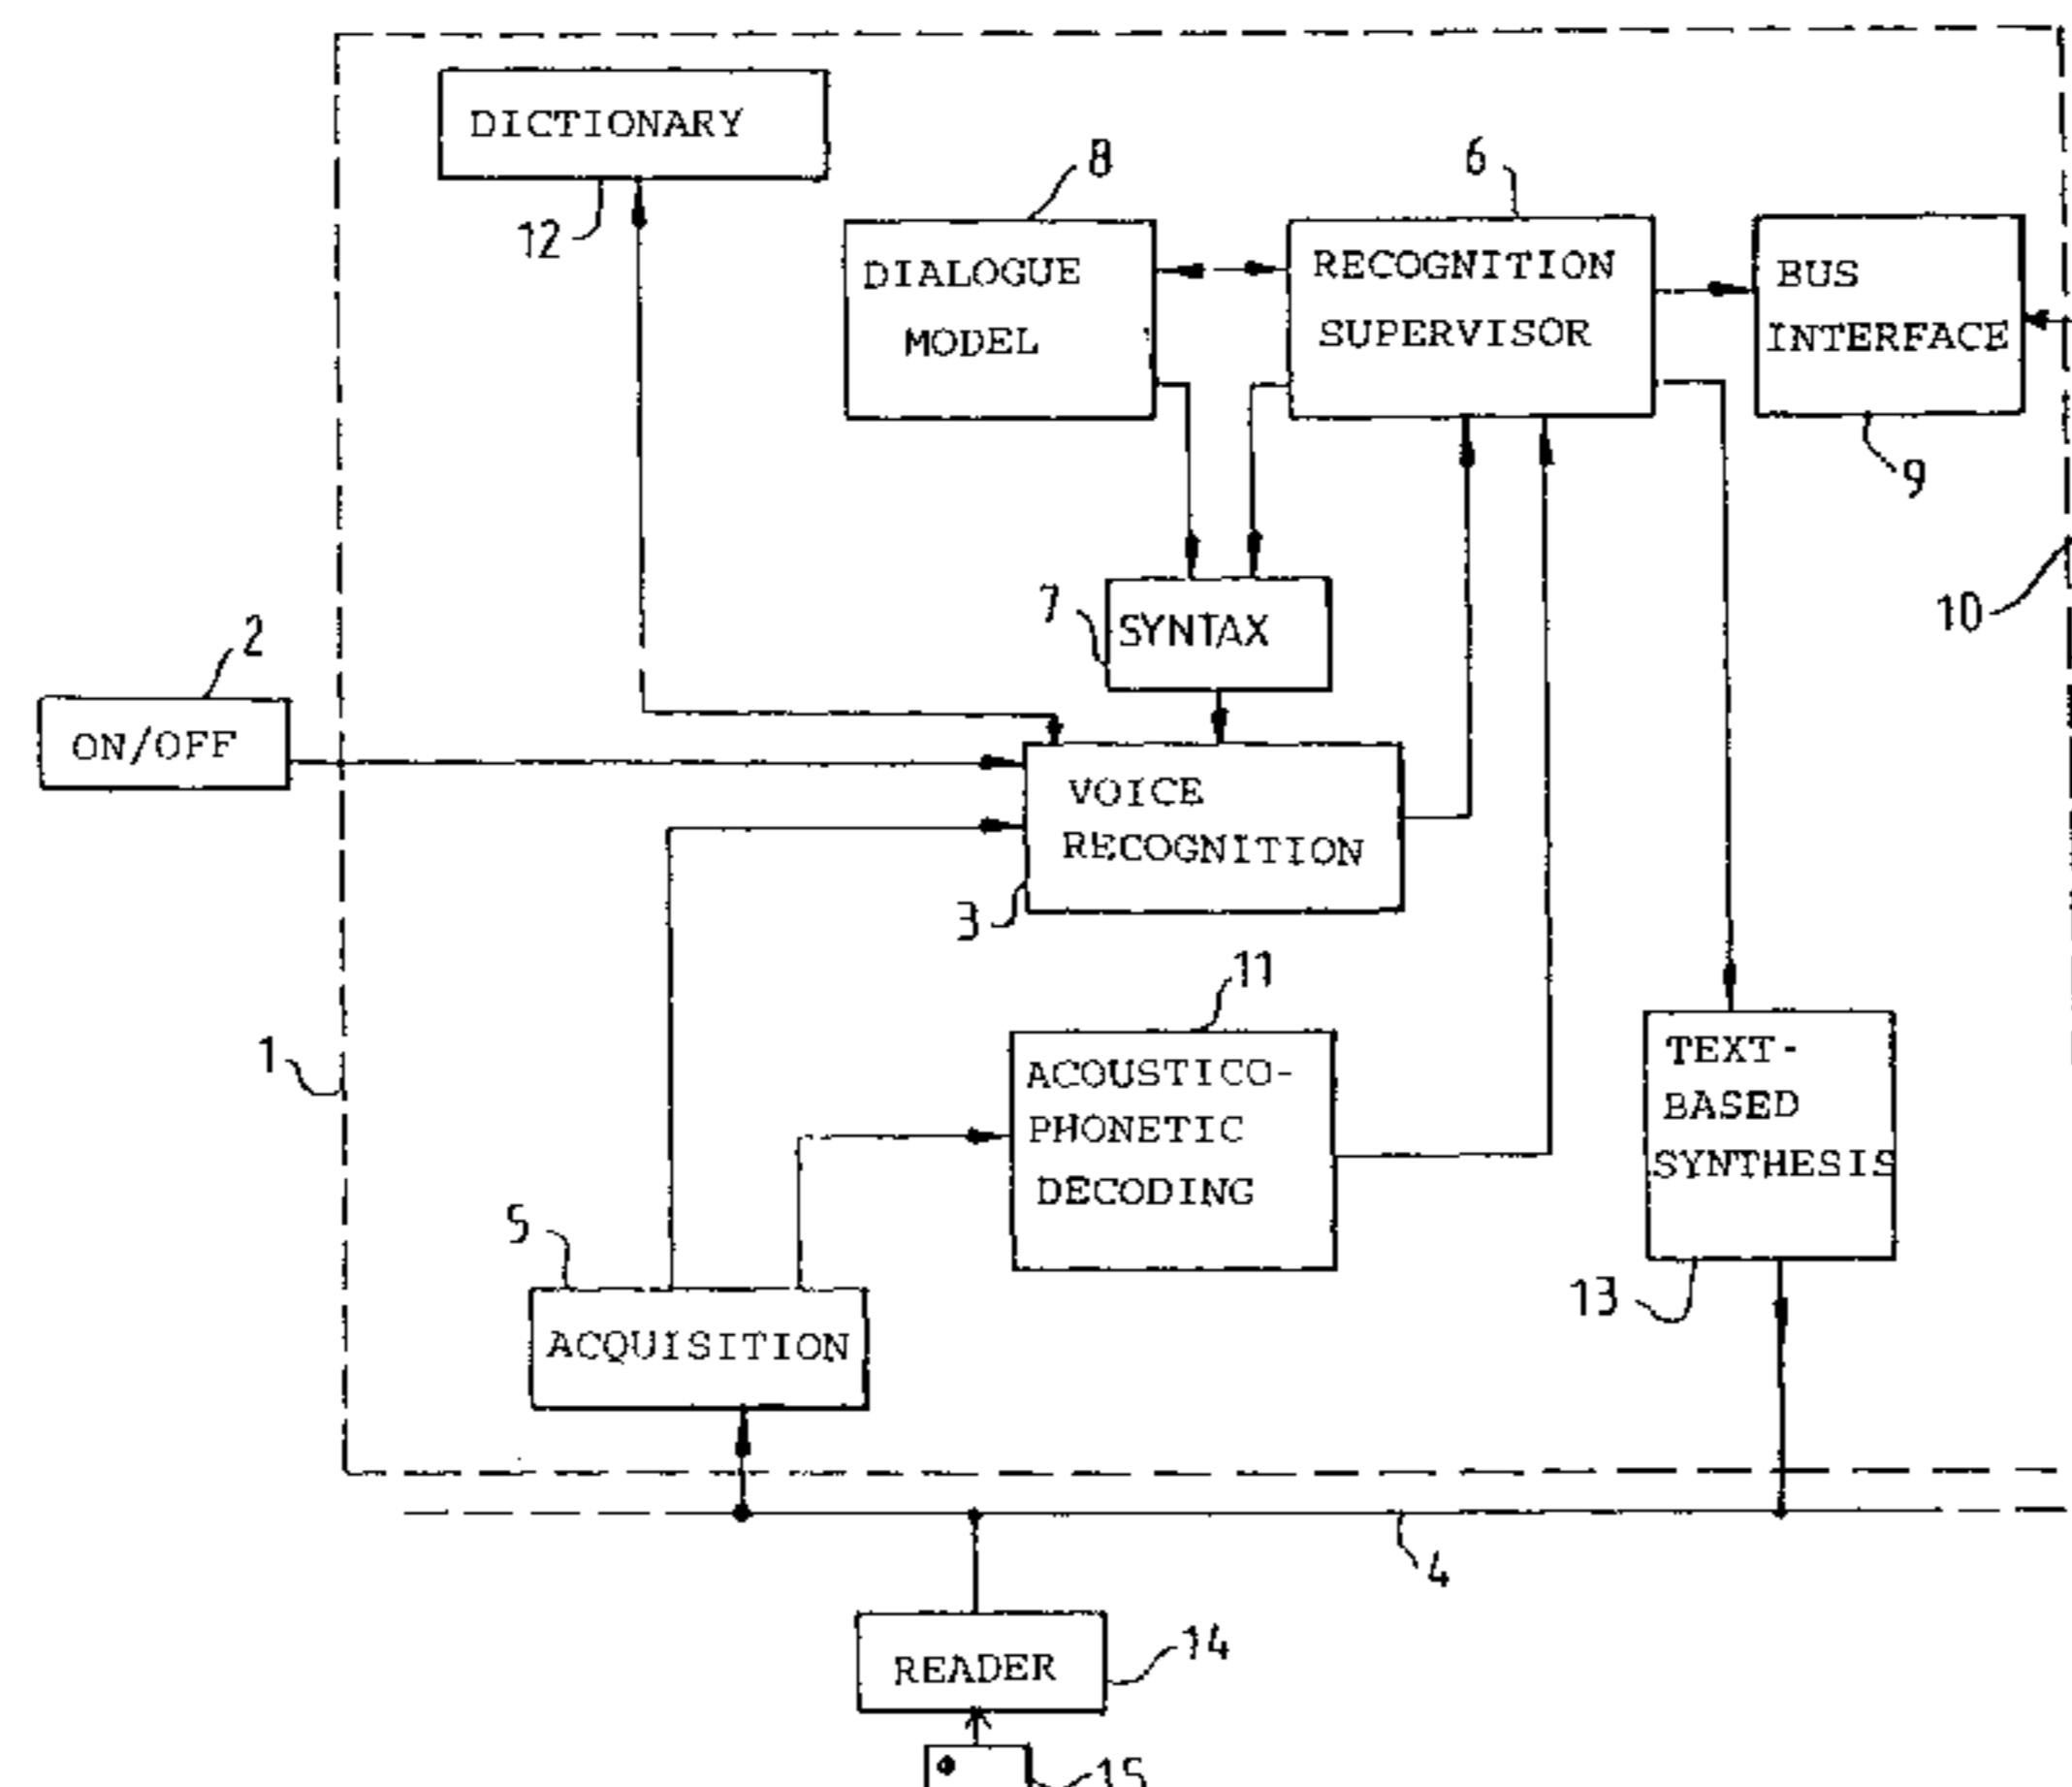 DICTIONARY
12
8
6
DIALOGUE
MODEL
RECOGNITION
SUPERVISOR
BUS
INTERFACE
9
10
7
SYNTAX
2
ON/OFF
VOICE
RECOGNITION
3
11
1
ACOUSTICO-
PHONETIC
DECODING
TEXT-
BASED
SYNTHESIS
13
5
ACQUISITION
4
READER
14
15